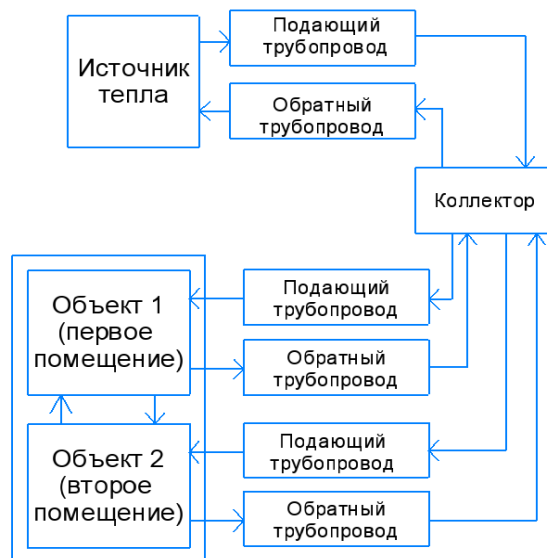 Подающий
трубопровод
Источник
тепла
Обратный
трубопровод
Коллектор
Объект 1
(первое
помещение)
Подающий
трубопровод
Обратный
трубопровод
Объект 2
(второе
помещение)
Подающий
трубопровод
Обратный
трубопровод